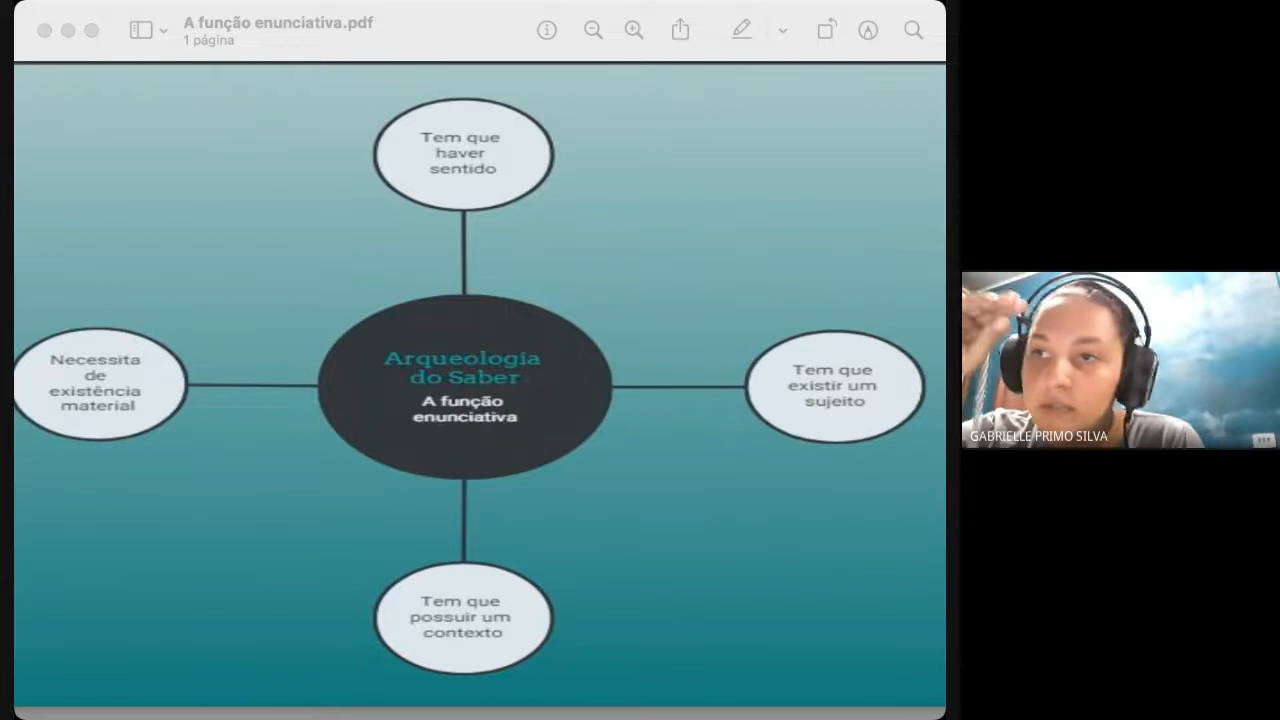 A função enunciativa.pdf
1 página
Tem que
haver
sentido
Necessita
de
existência
material
Arqueologia
do Saber
A função
enunciativa
Tem que
existir um
sujeito
Tem que
possuir um
contexto
GABRIELLE PRIMO SILVA